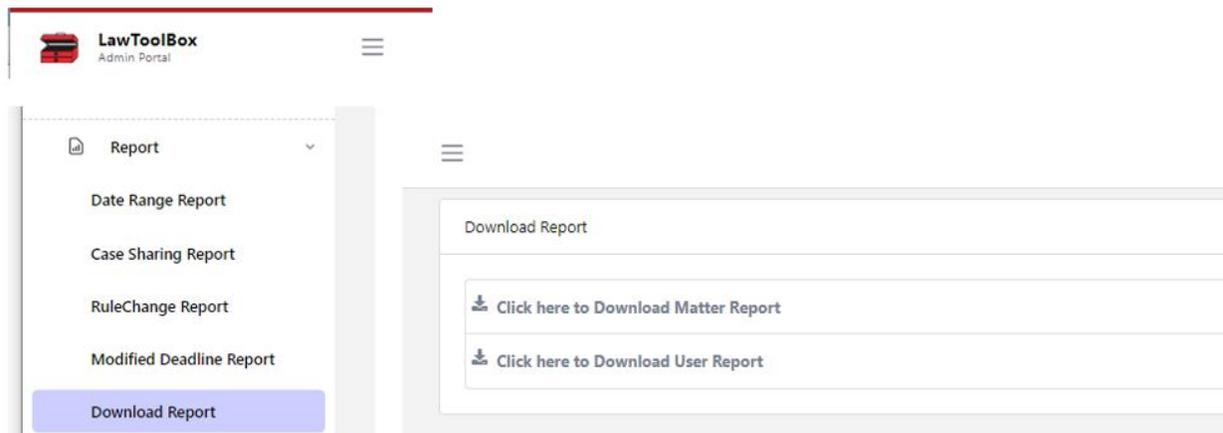 LawToolBox
Admin Portal
Report
Date Range Report
Case Sharing Report
RuleChange Report
Modified Deadline Report
Download Report
Download Report
Click here to Download Matter Report
Click here to Download User Report